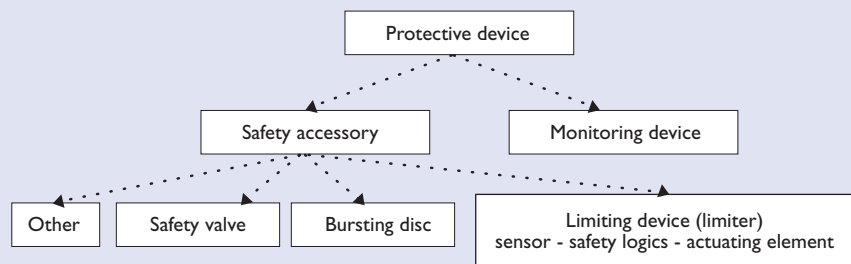 Protective device
Safety accessory
Monitoring device
Other
Safety valve
Bursting disc
Limiting device (limiter)
sensor - safety logics - actuating element